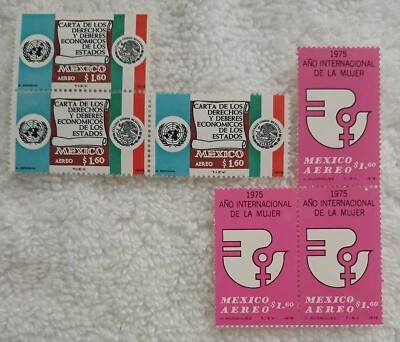 CARTA DE LOS
DERECHOS
Y DEBERES
ECONOMICOS
DE LOS
ESTADOS
MEXICO
AEREO $1.60
T.I.E.V.
CARTA DE LOS
DERECHOS
Y DEBERES
ECONOMICOS
DE LOS
ESTADOS
MEXICO
AEREO $1.60
T.I.E.V.
CARTA DE LOS
DERECHOS
Y DEBERES
ECONOMICOS
DE LOS
ESTADOS
MEXICO
AEREO $1.60
T.I.E.V.
1975
AÑO INTERNACIONAL
DE LA MUJER
MEXICO
AEREO $1.60
T.I.E.V. 1975
1975
AÑO INTERNACIONAL
DE LA MUJER
MEXICO
AEREO $1.60
T.I.E.V. 1975
1975
AÑO INTERNACIONAL
DE LA MUJER
MEXICO
AEREO $1.60
T.I.E.V. 1975